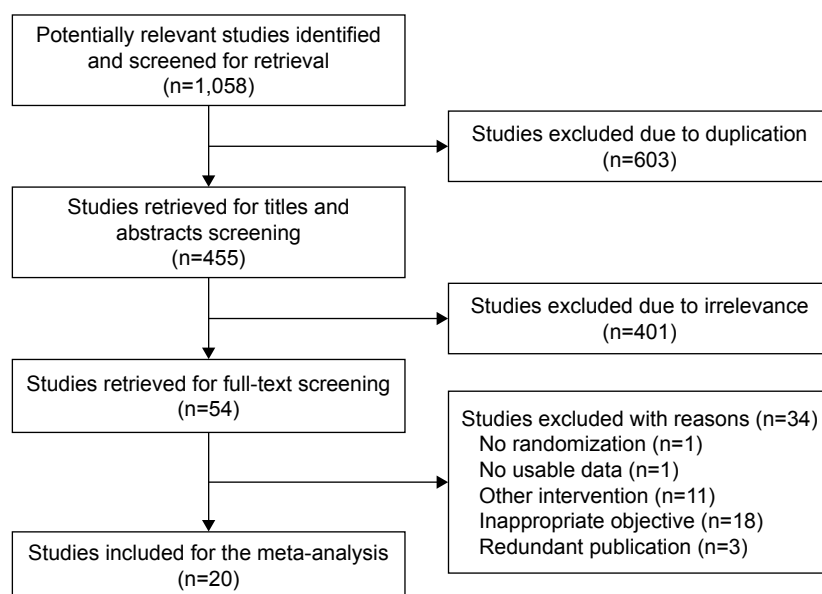 Potentially relevant studies identified
and screened for retrieval
(n=1,058)
Studies excluded due to duplication
(n=603)
Studies retrieved for titles and
abstracts screening
(n=455)
Studies excluded due to irrelevance
(n=401)
Studies retrieved for full-text screening
(n=54)
Studies excluded with reasons (n=34)
No randomization (n=1)
No usable data (n=1)
Other intervention (n=11)
Inappropriate objective (n=18)
Redundant publication (n=3)
Studies included for the meta-analysis
(n=20)